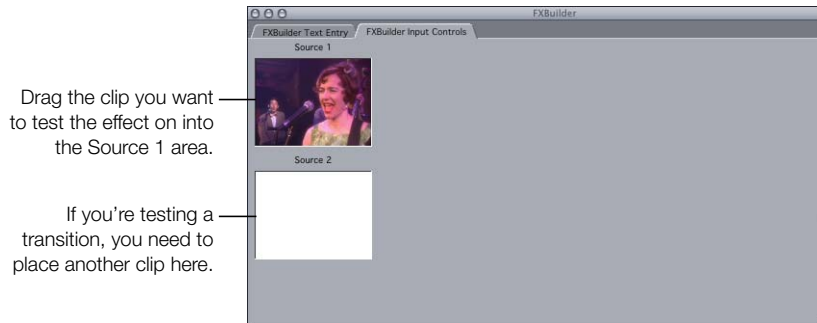 FXBuilder
FXBuilder Text Entry
FXBuilder Input Controls
Source 1
Drag the clip you want
to test the effect on into
the Source 1 area.
Source 2
If you're testing a
transition, you need to
place another clip here.